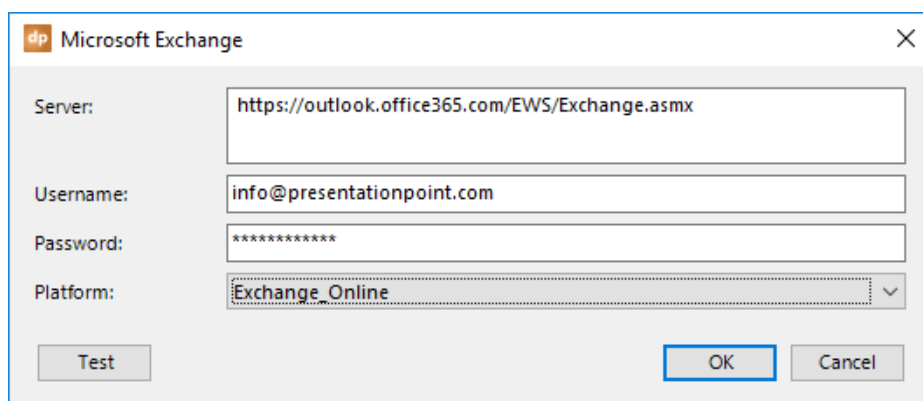 dp Microsoft Exchange
Server: https://outlook.office365.com/EWS/Exchange.asmx
Username: info@presentationpoint.com
Password: ************
Platform: Exchange_Online
Test OK Cancel